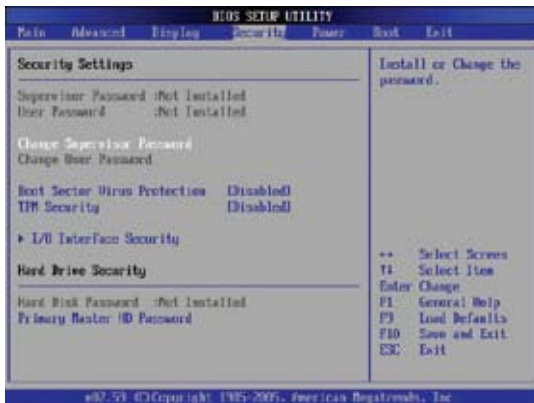 BIOS SETUP UTILITY
Main Advanced Display Security Power Boot Exit
Security Settings
Supervisor Password :Not Installed
User Password :Not Installed
Change Supervisor Password
Change User Password
Boot Sector Virus Protection [Disabled]
TPM Security [Disabled]
I/O Interface Security
Hard Drive Security
Hard Disk Password :Not Installed
Primary Master HD Password
Install or Change the
password.
↔ Select Screen
↑↓ Select Item
Enter Change
F1 General Help
F9 Load Defaults
F10 Save and Exit
ESC Exit
v02.59 (C)Copyright 1985-2005, American Megatrends, Inc